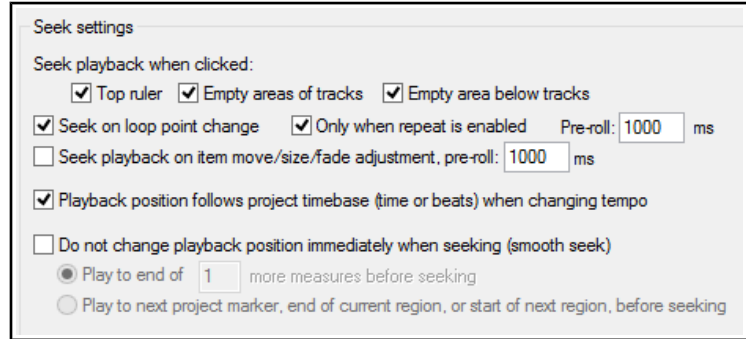 Seek settings
Seek playback when clicked:
Top ruler Empty areas of tracks Empty area below tracks
Seek on loop point change Only when repeat is enabled Pre-roll: 1000 ms
Seek playback on item move/size/fade adjustment, pre-roll: 1000 ms
Playback position follows project timebase (time or beats) when changing tempo
Do not change playback position immediately when seeking (smooth seek)
Play to end of 1 more measures before seeking
Play to next project marker, end of current region, or start of next region, before seeking